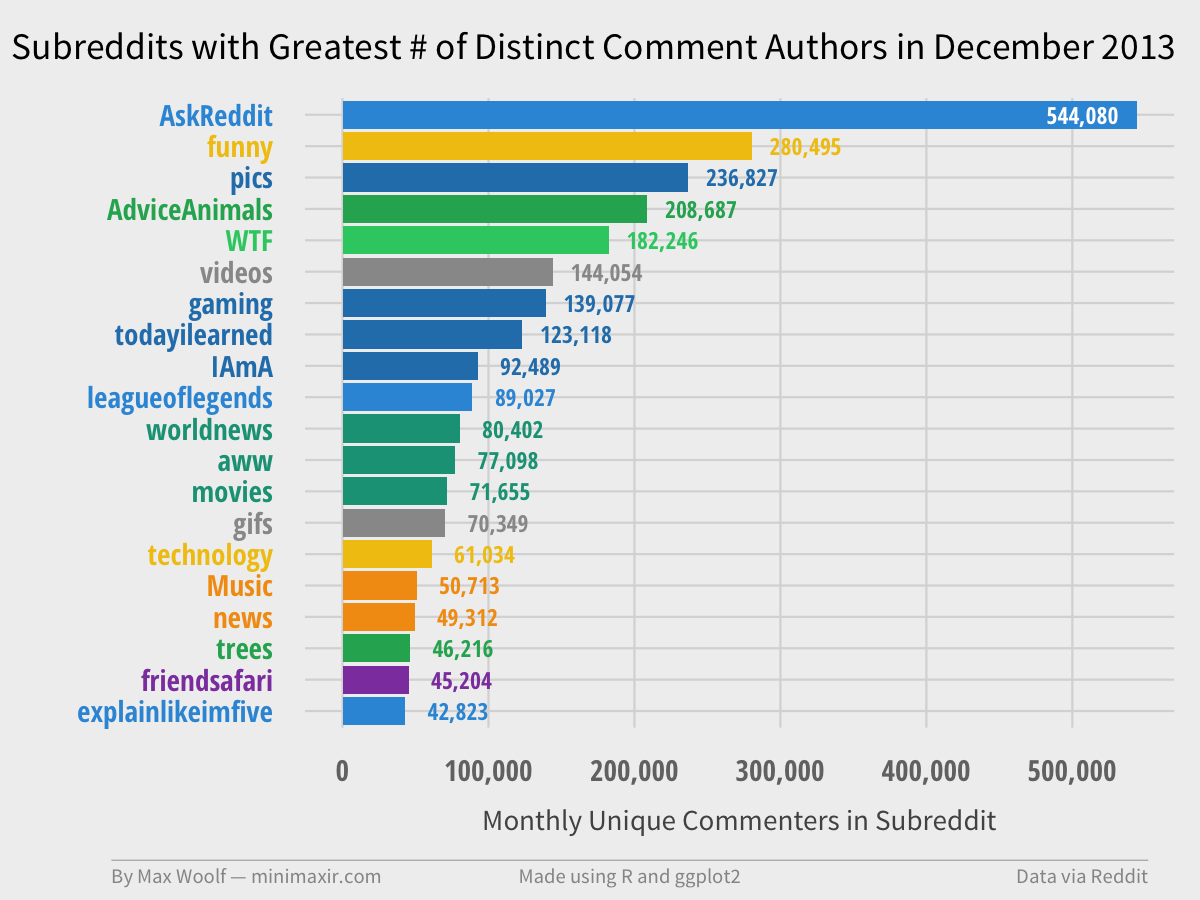 Subreddits with Greatest # of Distinct Comment Authors in December 2013
AskReddit 544,080
funny 280,495
pics 236,827
AdviceAnimals 208,687
WTF 182,246
videos 144,054
gaming 139,077
todayilearned 123,118
IAmA 92,489
leagueoflegends 89,027
worldnews 80,402
aww 77,098
movies 71,655
gifs 70,349
technology 61,034
Music 50,713
news 49,312
trees 46,216
friendsafari 45,204
explainlikeimfive 42,823
0 100,000 200,000 300,000 400,000 500,000
Monthly Unique Commenters in Subreddit
By Max Woolf — minimaxir.com Made using R and ggplot2 Data via Reddit